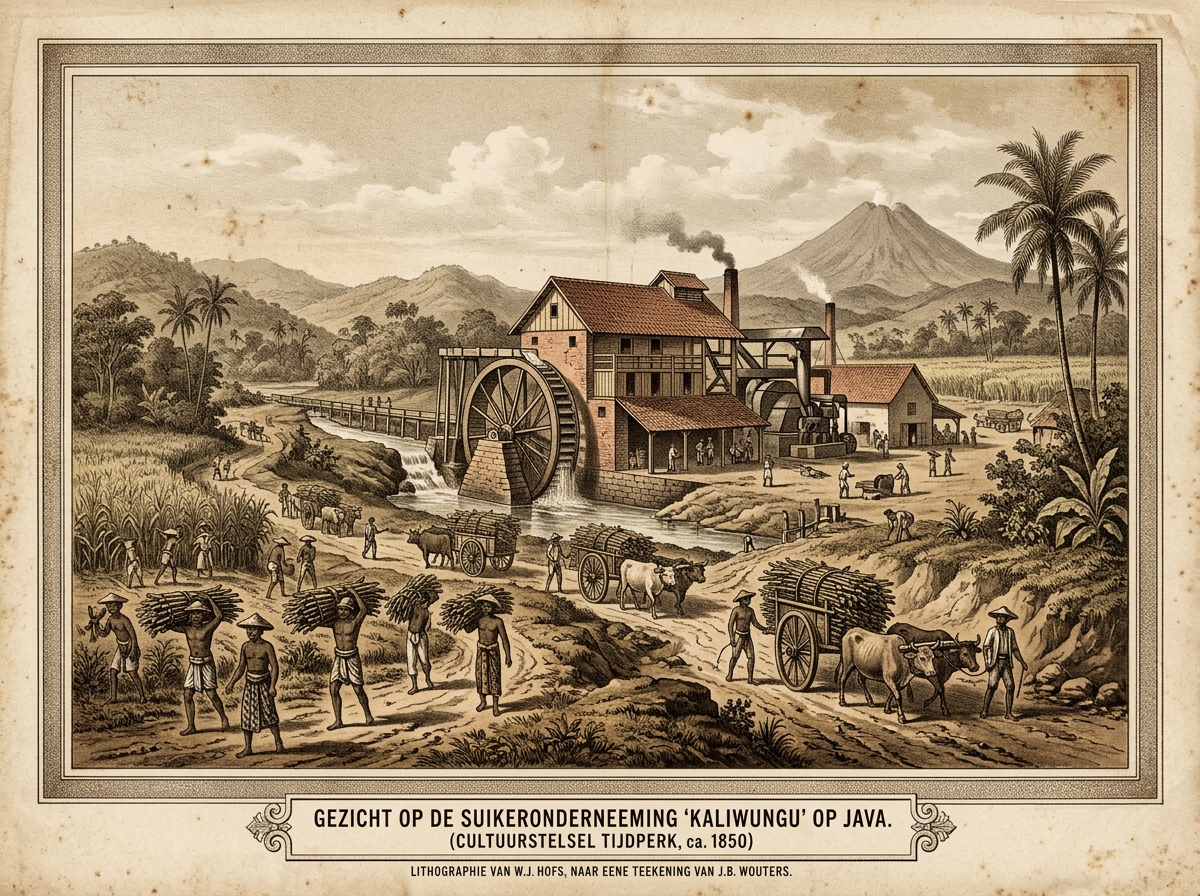 GEZICHT OP DE SUIKERONDERNEEMING ‘KALIWUNGU’ OP JAVA.
(CULTUURSTELSEL TIJDPERK, ca. 1850)
LITHOGRAPHIE VAN W.J. HOFS, NAAR EENE TEEKENING VAN J.B. WOUTERS.